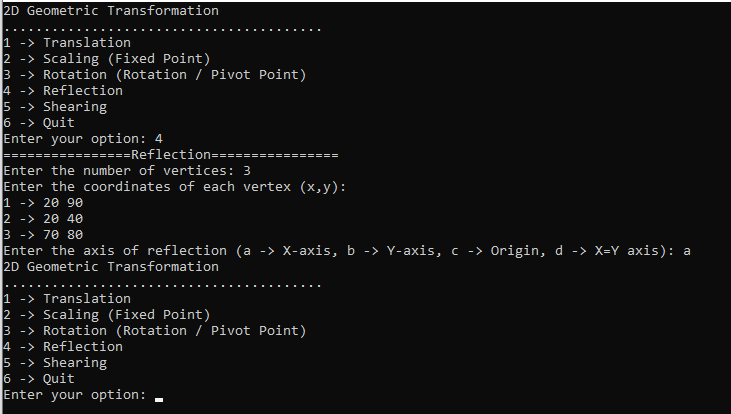 2D Geometric Transformation
........................................
1 -> Translation
2 -> Scaling (Fixed Point)
3 -> Rotation (Rotation / Pivot Point)
4 -> Reflection
5 -> Shearing
6 -> Quit
Enter your option: 4
================Reflection================
Enter the number of vertices: 3
Enter the coordinates of each vertex (x,y):
1 -> 20 90
2 -> 20 40
3 -> 70 80
Enter the axis of reflection (a -> X-axis, b -> Y-axis, c -> Origin, d -> X=Y axis): a
2D Geometric Transformation
........................................
1 -> Translation
2 -> Scaling (Fixed Point)
3 -> Rotation (Rotation / Pivot Point)
4 -> Reflection
5 -> Shearing
6 -> Quit
Enter your option: _